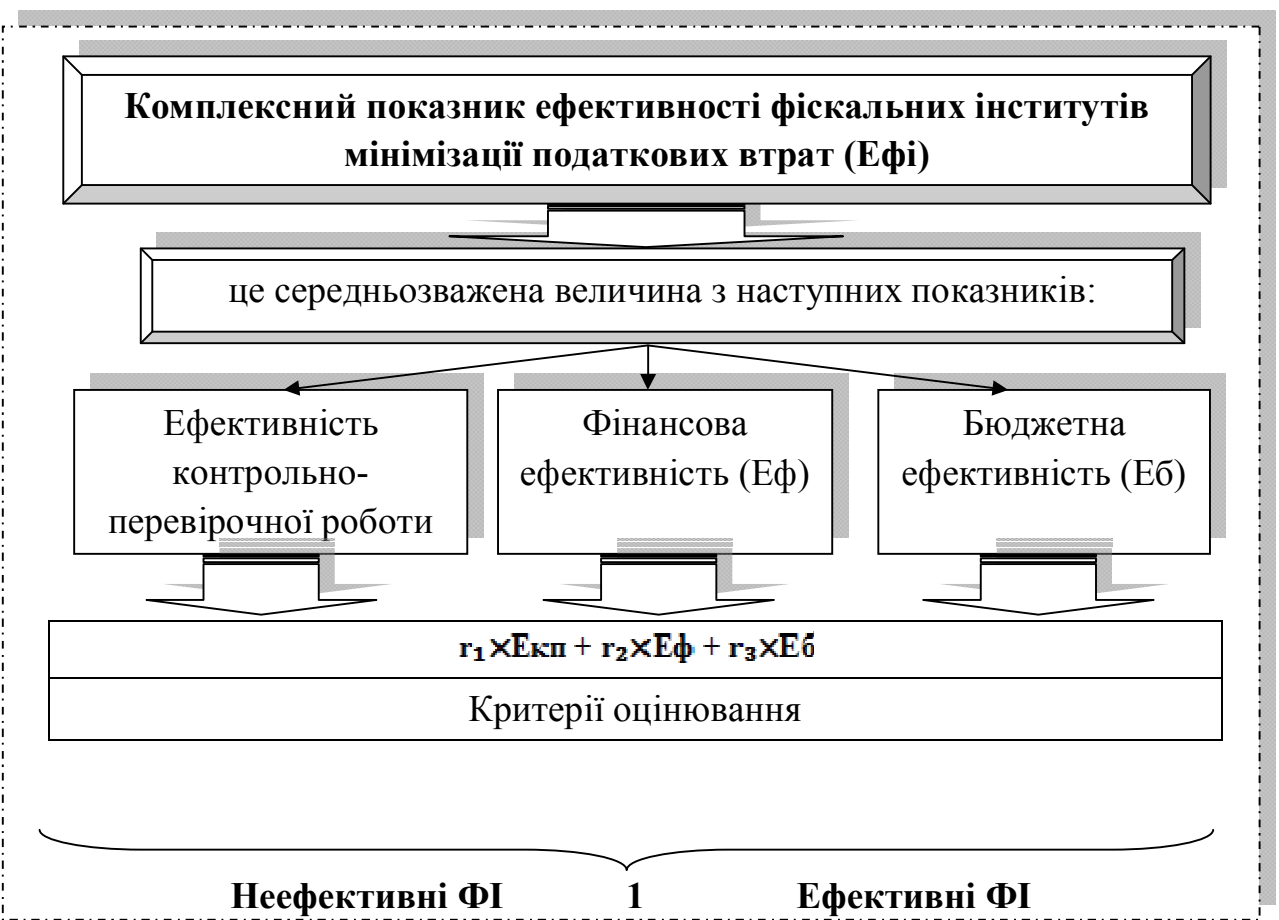 Комплексний показник ефективності фіскальних інститутів
мінімізації податкових втрат (Ефі)
це середньозважена величина з наступних показників:
Ефективність
контрольно-
перевірочної роботи
Фінансова
ефективність (Еф)
Бюджетна
ефективність (Еб)
r₁×Екп + r₂×Еф + r₃×Еб
Критерії оцінювання
Неефективні ФІ 1 Ефективні ФІ